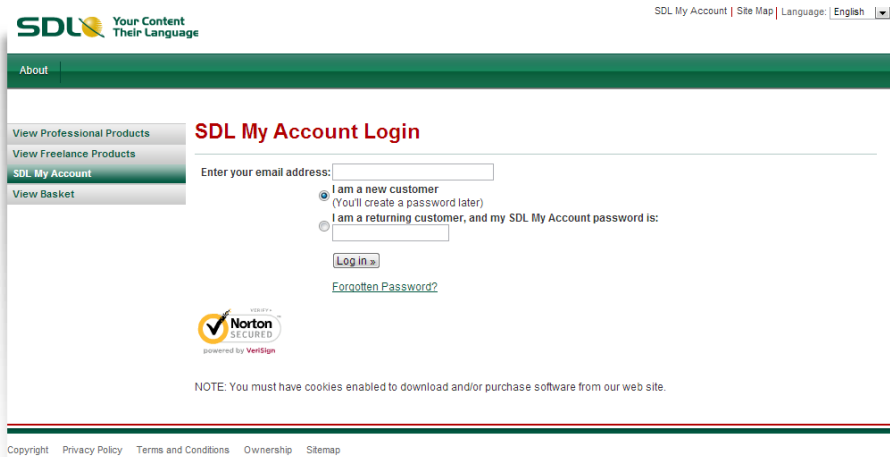 SDL My Account | Site Map | Language: English
SDL Your Content
Their Language
About
View Professional Products
View Freelance Products
SDL My Account
View Basket
SDL My Account Login
Enter your email address:
I am a new customer
(You'll create a password later)
I am a returning customer, and my SDL My Account password is:
Log in »
Forgotten Password?
VERIFY▸
Norton
SECURED
powered by VeriSign
NOTE: You must have cookies enabled to download and/or purchase software from our web site.
Copyright Privacy Policy Terms and Conditions Ownership Sitemap